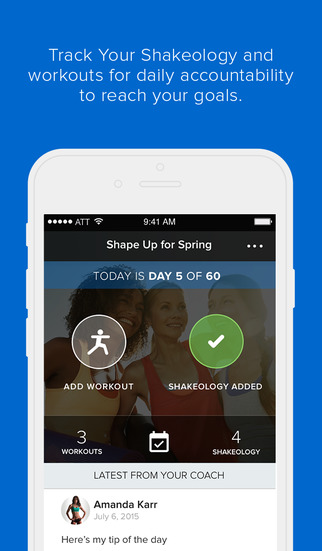 Track Your Shakeology and
workouts for daily accountability
to reach your goals.
ATT 9:41 AM
Shape Up for Spring
TODAY IS DAY 5 OF 60
ADD WORKOUT SHAKEOLOGY ADDED
3 4
WORKOUTS SHAKEOLOGY
LATEST FROM YOUR COACH
Amanda Karr
July 6, 2015
Here's my tip of the day